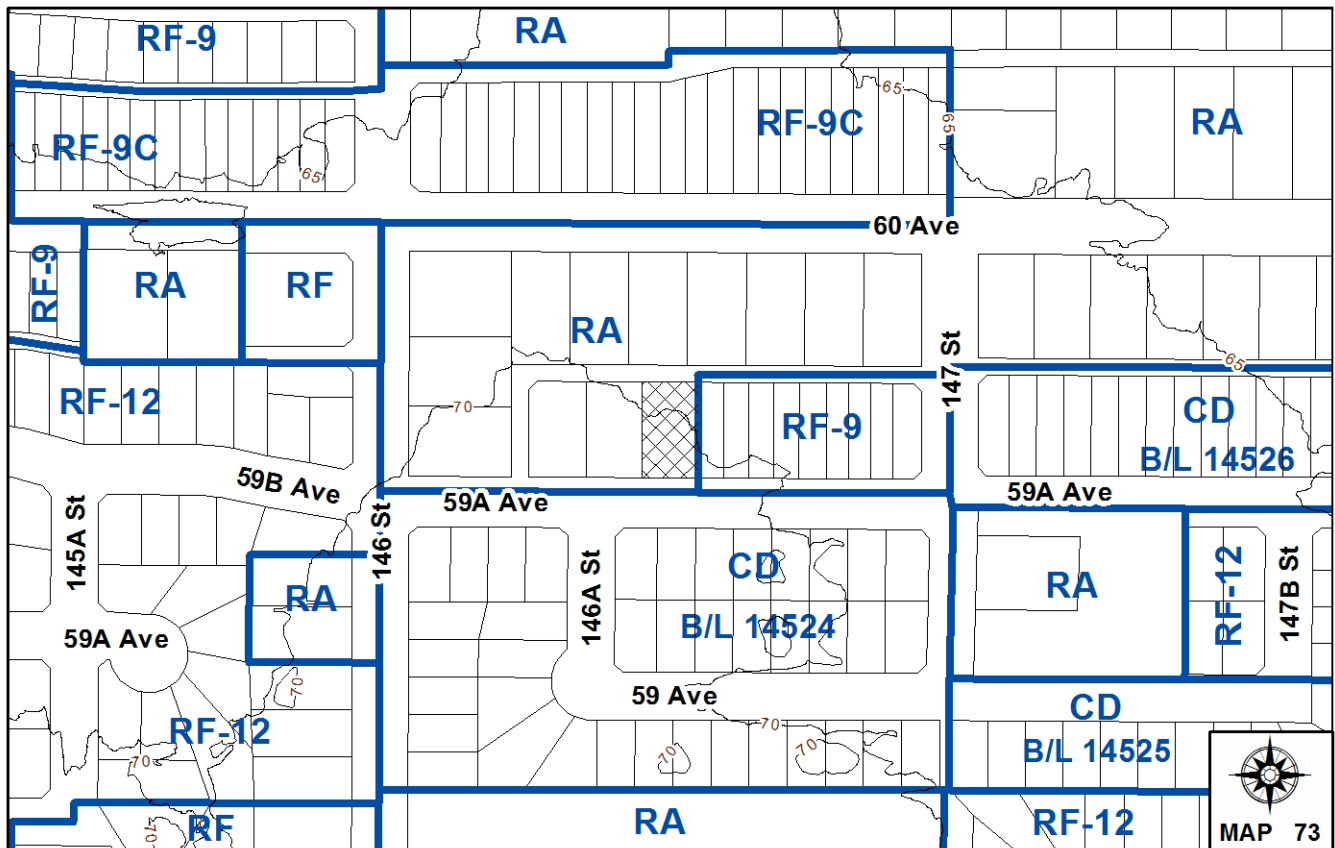 RF-9
RA
65
RF-9C
RF-9C
65
RA
65
60 Ave
RF-9
RA
RF
RA
147 St
65
RF-12
70
RF-9
CD
B/L 14526
59B Ave
59A Ave
59A Ave
145A St
146 St
RA
146A St
CD
B/L 14524
RA
RF-12
147B St
59A Ave
70
59 Ave
RF-12
70
70
CD
B/L 14525
70
70
70
RF
RA
RF-12
MAP 73